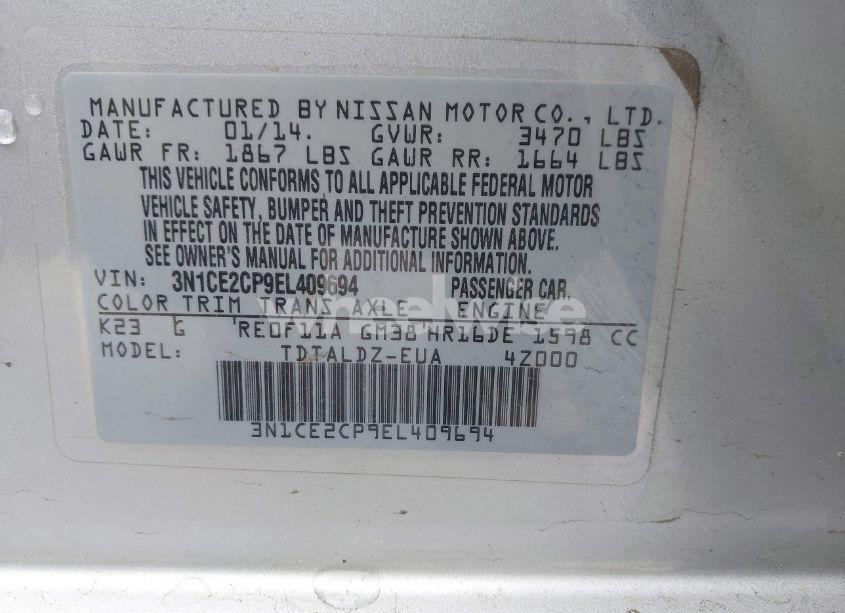 MANUFACTURED BY NISSAN MOTOR CO., LTD.
DATE: 01/14. GVWR: 3470 LBS
GAWR FR: 1867 LBS GAWR RR: 1664 LBS
THIS VEHICLE CONFORMS TO ALL APPLICABLE FEDERAL MOTOR
VEHICLE SAFETY, BUMPER AND THEFT PREVENTION STANDARDS
IN EFFECT ON THE DATE OF MANUFACTURE SHOWN ABOVE.
SEE OWNER'S MANUAL FOR ADDITIONAL INFORMATION.
VIN: 3N1CE2CP9EL409694 PASSENGER CAR.
COLOR TRIM TRANS AXLE ENGINE
K23 G RE0F11A GM38 HR16DE 1598 CC
MODEL: TDTALDZ-EUA 4Z000
3N1CE2CP9EL409694